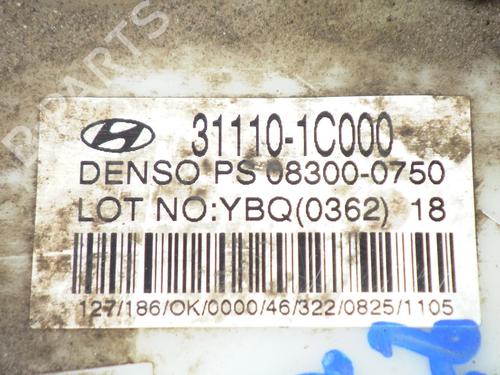 31110-1C000
DENSO PS 08300-0750
LOT NO:YBQ(0362) 18
127/186/OK/0000/46/322/0825/1105